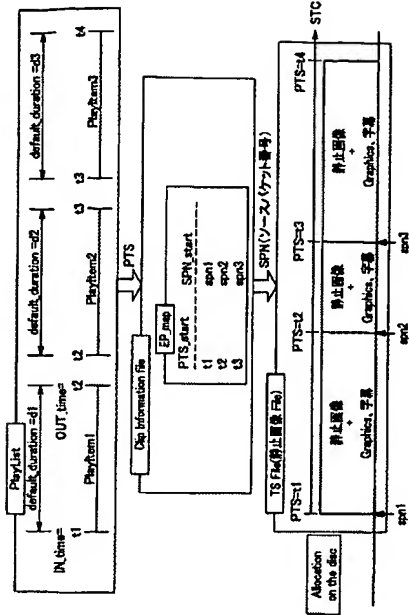 PlayList
default_duration =d1
default_duration =d2
default_duration =d3
IN_time=
OUT_time=
t1
t2
t2
t3
t3
t4
PlayItem1
PlayItem2
PlayItem3
PTS
Clip Information file
EP_map
PTS_start SPN_start
t1 spn1
t2 spn2
t3 spn3
SPN(ソースパケット番号)
TS File(静止画像 File)
STC
PTS=t1
PTS=t2
PTS=t3
PTS=t4
静止画像
+
Graphics, 字幕
静止画像
+
Graphics, 字幕
静止画像
+
Graphics, 字幕
Allocation
on the disc
spn1
spn2
spn3